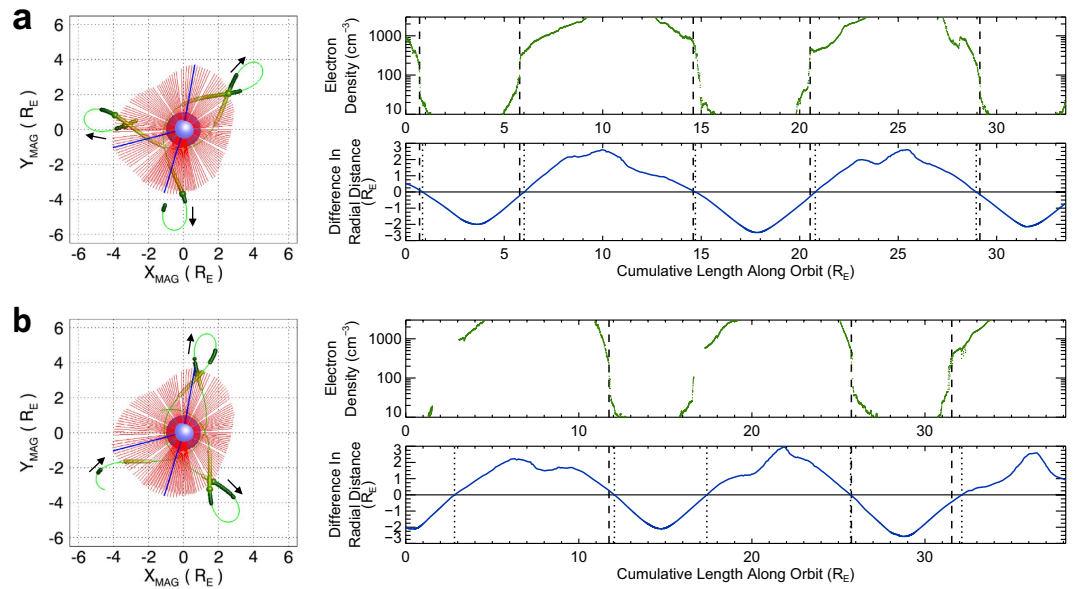 a
6
4
2
0
-2
-4
-6
Y_MAG ( R_E )
-6 -4 -2 0 2 4 6
X_MAG ( R_E )
Electron
Density (cm⁻³)
1000
100
10
0 5 10 15 20 25 30
Difference In
Radial Distance
(R_E)
3
2
1
0
−1
−2
−3
0 5 10 15 20 25 30
Cumulative Length Along Orbit (R_E)
b
6
4
2
0
-2
-4
-6
Y_MAG ( R_E )
-6 -4 -2 0 2 4 6
X_MAG ( R_E )
Electron
Density (cm⁻³)
1000
100
10
0 10 20 30
Difference In
Radial Distance
(R_E)
3
2
1
0
−1
−2
−3
0 10 20 30
Cumulative Length Along Orbit (R_E)